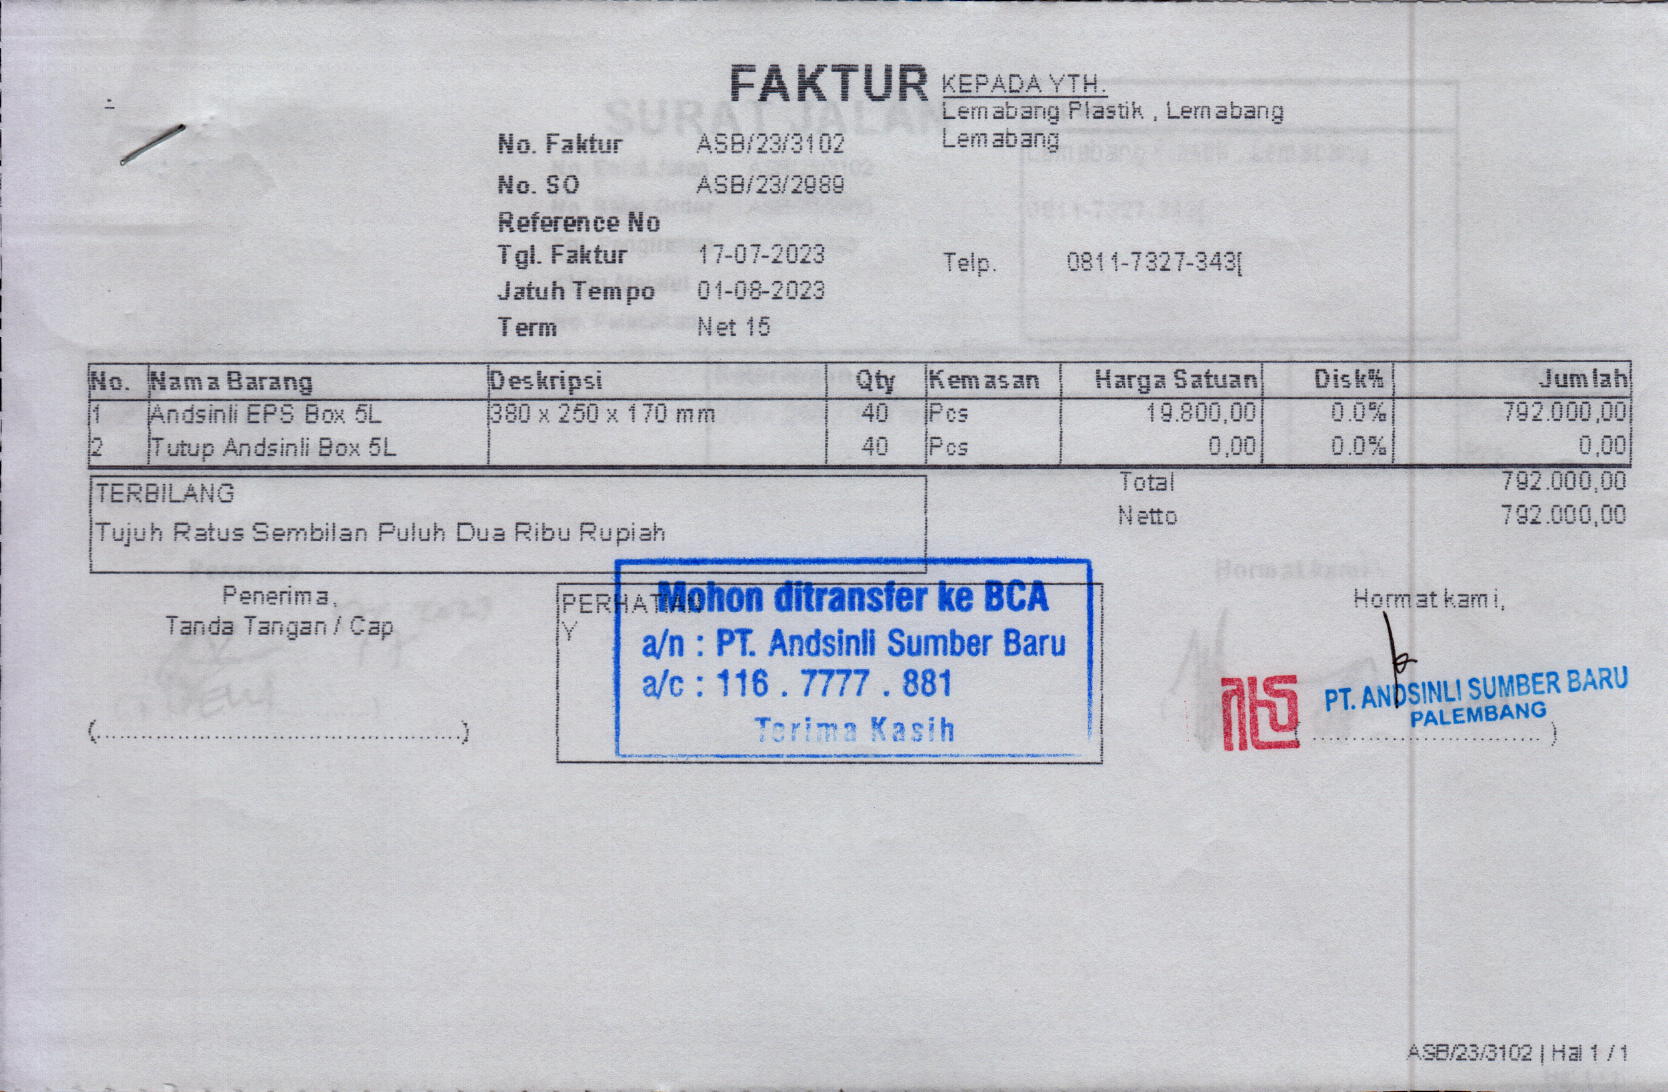 FAKTUR
KEPADA YTH.
Lemabang Plastik , Lemabang
Lemabang
No. Faktur ASB/23/3102
No. SO ASB/23/2989
Reference No
Tgl. Faktur 17-07-2023
Telp. 0811-7327-343[
Jatuh Tempo 01-08-2023
Term Net 15
No. Nama Barang Deskripsi Qty Kemasan Harga Satuan Disk% Jumlah
1 Andsinli EPS Box 5L 380 x 250 x 170 mm 40 Pcs 19.800,00 0.0% 792.000,00
2 Tutup Andsinli Box 5L 40 Pcs 0,00 0.0% 0,00
Total 792.000,00
Netto 792.000,00
TERBILANG
Tujuh Ratus Sembilan Puluh Dua Ribu Rupiah
Penerima,
Tanda Tangan / Cap
(......................................................)
PERHATIAN
Y
Mohon ditransfer ke BCA
a/n : PT. Andsinli Sumber Baru
a/c : 116 . 7777 . 881
Terima Kasih
Hormat kami,
PT. ANDSINLI SUMBER BARU
PALEMBANG
ASB/23/3102 | Hal 1 / 1